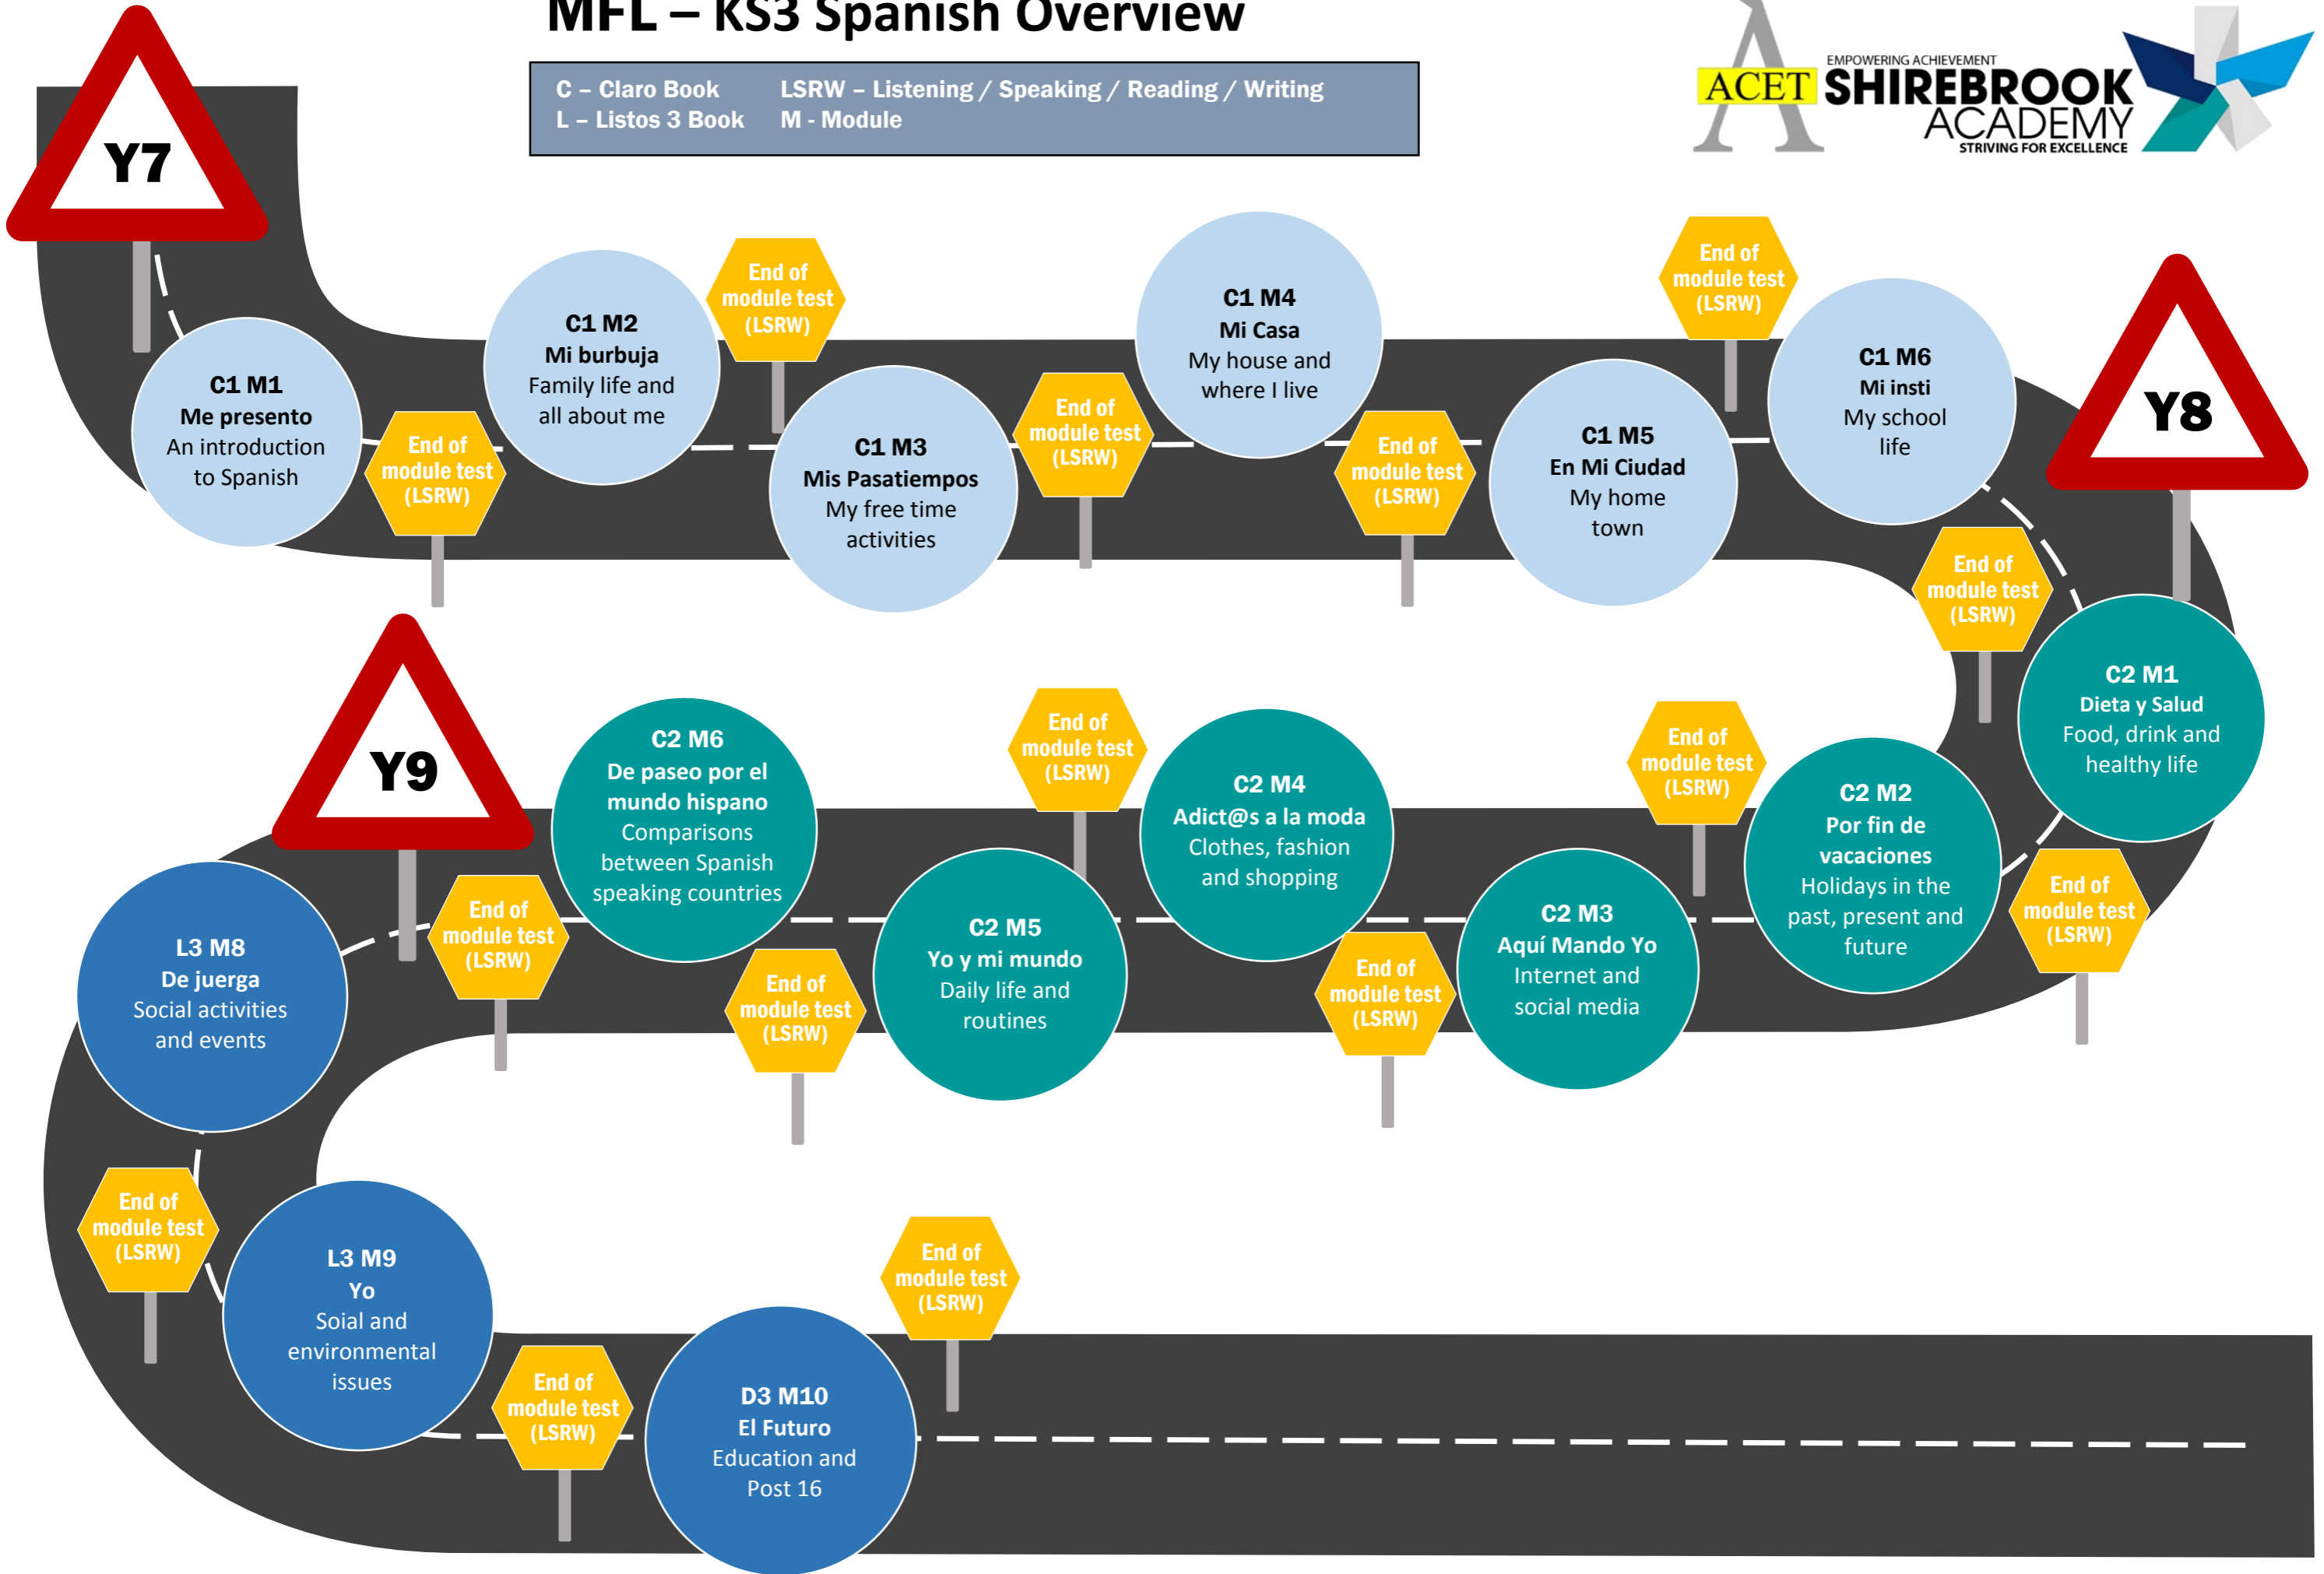 MFL – KS3 Spanish Overview
C – Claro Book LSRW – Listening / Speaking / Reading / Writing
L – Listos 3 Book M - Module
A
ACET
EMPOWERING ACHIEVEMENT
SHIREBROOK
ACADEMY
STRIVING FOR EXCELLENCE
Y7
C1 M1
Me presento
An introduction
to Spanish
End of
module test
(LSRW)
C1 M2
Mi burbuja
Family life and
all about me
End of
module test
(LSRW)
C1 M3
Mis Pasatiempos
My free time
activities
End of
module test
(LSRW)
C1 M4
Mi Casa
My house and
where I live
End of
module test
(LSRW)
C1 M5
En Mi Ciudad
My home
town
End of
module test
(LSRW)
C1 M6
Mi insti
My school
life
End of
module test
(LSRW)
Y8
C2 M1
Dieta y Salud
Food, drink and
healthy life
End of
module test
(LSRW)
C2 M2
Por fin de
vacaciones
Holidays in the
past, present and
future
End of
module test
(LSRW)
C2 M3
Aquí Mando Yo
Internet and
social media
End of
module test
(LSRW)
C2 M4
Adict@s a la moda
Clothes, fashion
and shopping
End of
module test
(LSRW)
C2 M5
Yo y mi mundo
Daily life and
routines
End of
module test
(LSRW)
C2 M6
De paseo por el
mundo hispano
Comparisons
between Spanish
speaking countries
End of
module test
(LSRW)
Y9
L3 M8
De juerga
Social activities
and events
End of
module test
(LSRW)
L3 M9
Yo
Soial and
environmental
issues
End of
module test
(LSRW)
D3 M10
El Futuro
Education and
Post 16
End of
module test
(LSRW)